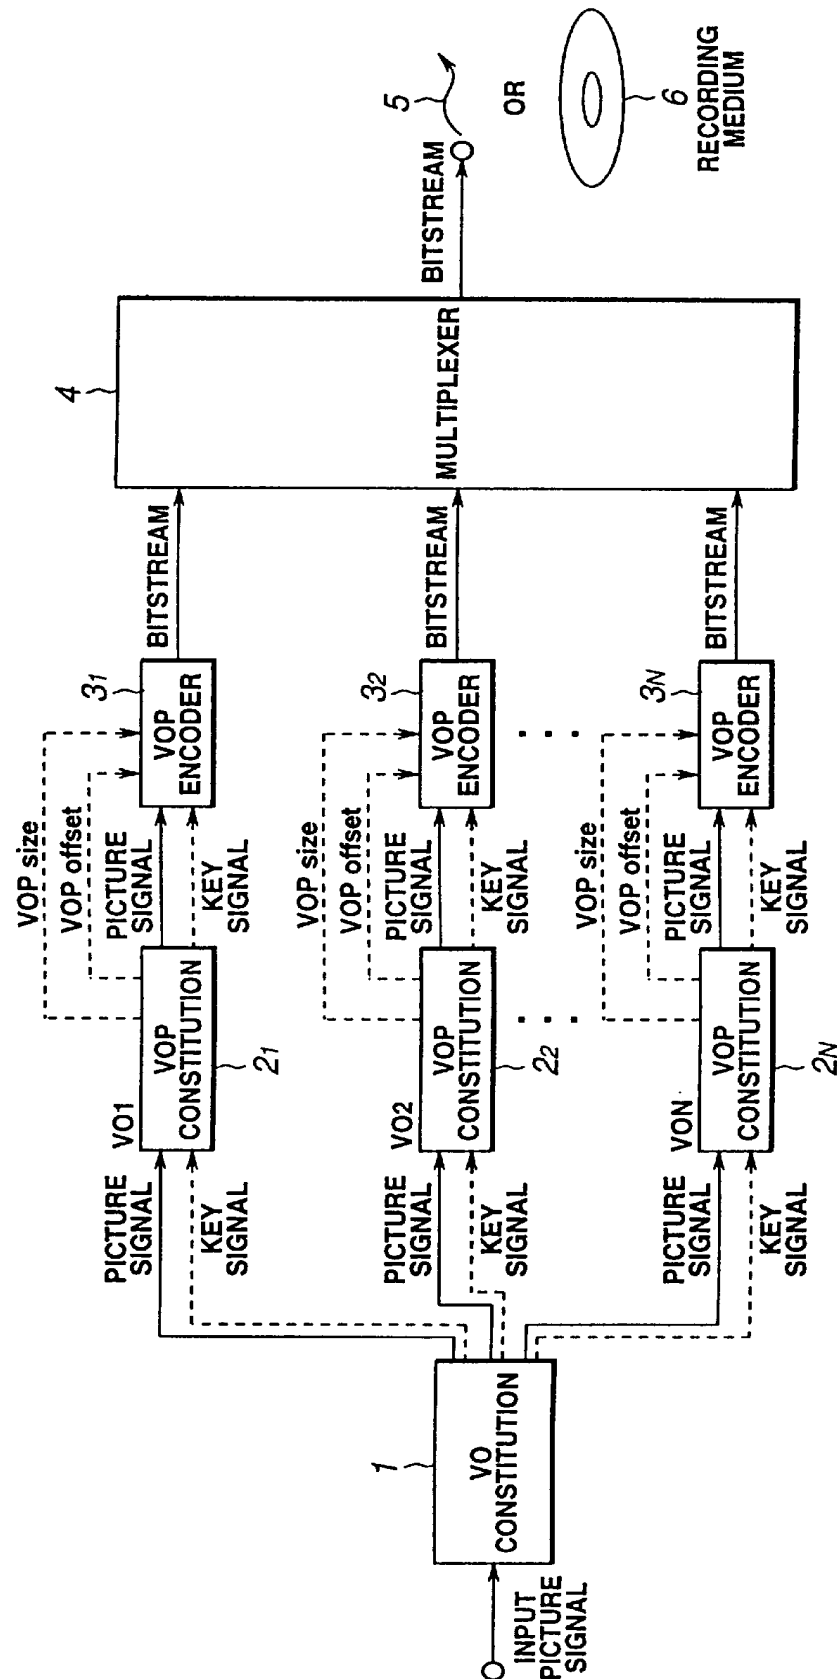 INPUT
PICTURE
SIGNAL
1
VO
CONSTITUTION
PICTURE
SIGNAL
KEY
SIGNAL
VO1
VOP
CONSTITUTION
21
VOP size
VOP offset
PICTURE
SIGNAL
KEY
SIGNAL
31
VOP
ENCODER
BITSTREAM
PICTURE
SIGNAL
KEY
SIGNAL
VO2
VOP
CONSTITUTION
22
VOP size
VOP offset
PICTURE
SIGNAL
KEY
SIGNAL
32
VOP
ENCODER
BITSTREAM
. . .
. . .
PICTURE
SIGNAL
KEY
SIGNAL
VON
VOP
CONSTITUTION
2N
VOP size
VOP offset
PICTURE
SIGNAL
KEY
SIGNAL
3N
VOP
ENCODER
BITSTREAM
4
MULTIPLEXER
BITSTREAM
5
OR
6
RECORDING
MEDIUM